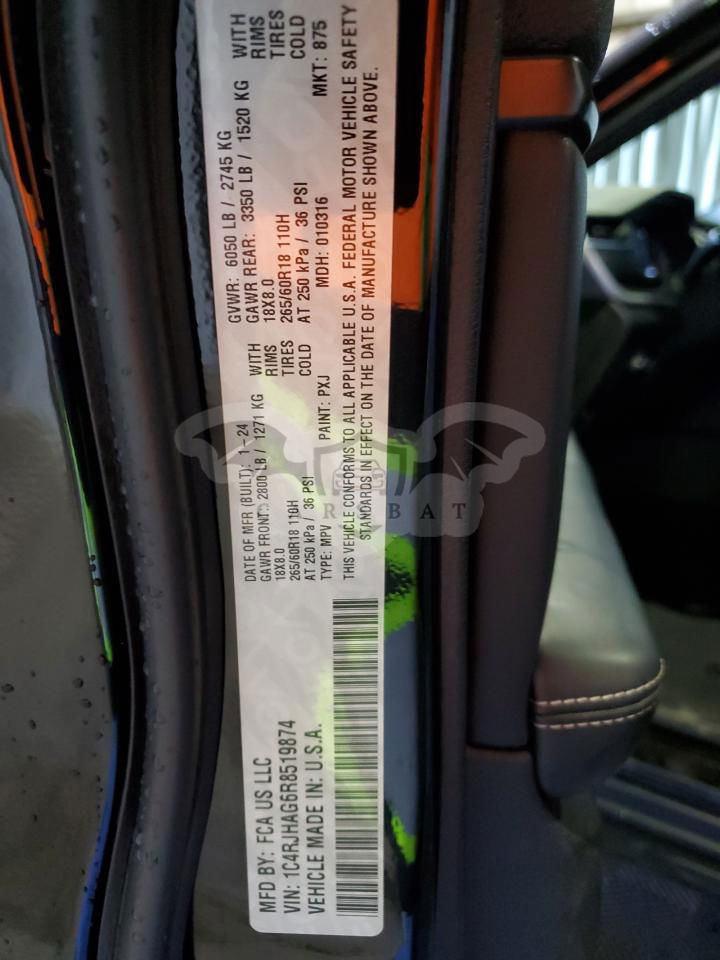 MFD BY: FCA US LLC
DATE OF MFR (BUILT): 1-24
GVWR: 6050 LB / 2745 KG
GAWR FRONT: 2800 LB / 1271 KG WITH
GAWR REAR: 3350 LB / 1520 KG WITH
18X8.0 RIMS
18X8.0 RIMS
265/60R18 110H TIRES
265/60R18 110H TIRES
AT 250 kPa / 36 PSI COLD
AT 250 kPa / 36 PSI COLD
VIN: 1C4RJHAG6R8519874
TYPE: MPV PAINT: PXJ MDH: 010316 MKT: 875
VEHICLE MADE IN: U.S.A.
THIS VEHICLE CONFORMS TO ALL APPLICABLE U.S.A. FEDERAL MOTOR VEHICLE SAFETY
STANDARDS IN EFFECT ON THE DATE OF MANUFACTURE SHOWN ABOVE.